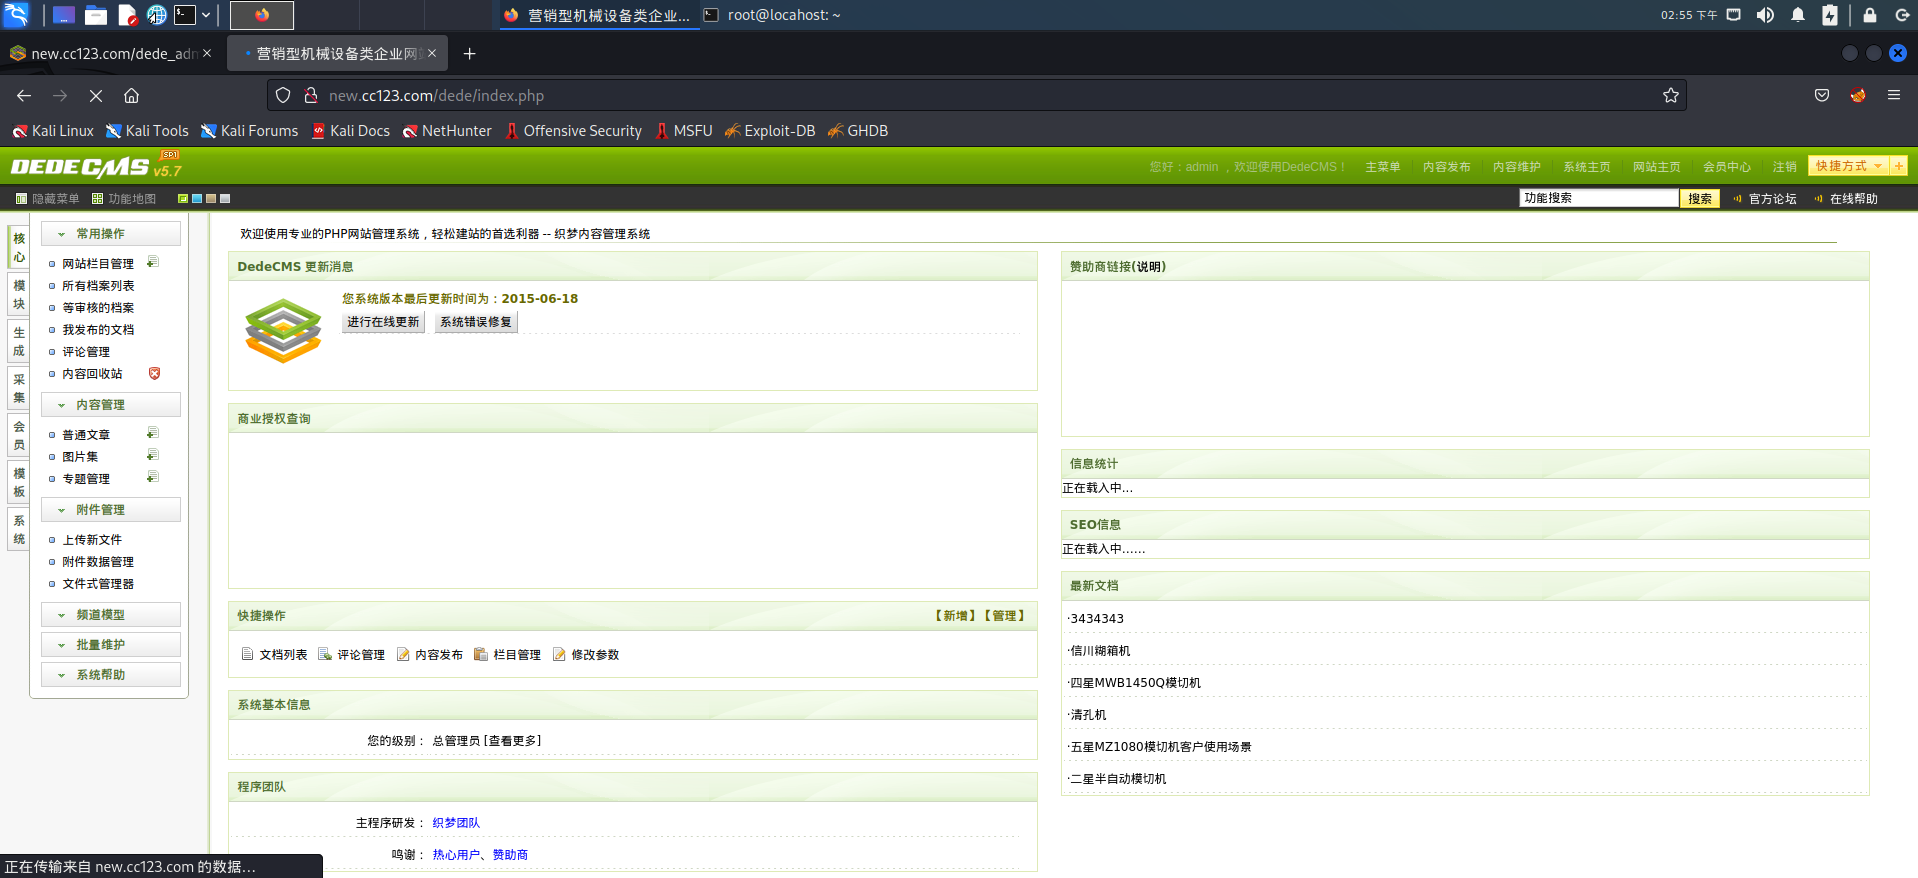 营销型机械设备类企业...
root@locahost: ~
02:55 下午
new.cc123.com/dede_adn
营销型机械设备类企业网
new.cc123.com/dede/index.php
Kali Linux
Kali Tools
Kali Forums
Kali Docs
NetHunter
Offensive Security
MSFU
Exploit-DB
GHDB
DEDECMS v5.7 SP1
您好：admin ，欢迎使用DedeCMS！
主菜单
内容发布
内容维护
系统主页
网站主页
会员中心
注销
快捷方式
隐藏菜单
功能地图
功能搜索
搜索
官方论坛
在线帮助
核心
模块
生成
采集
会员
模板
系统
常用操作
网站栏目管理
所有档案列表
等审核的档案
我发布的文档
评论管理
内容回收站
内容管理
普通文章
图片集
专题管理
附件管理
上传新文件
附件数据管理
文件式管理器
频道模型
批量维护
系统帮助
欢迎使用专业的PHP网站管理系统，轻松建站的首选利器 -- 织梦内容管理系统
DedeCMS 更新消息
您系统版本最后更新时间为：2015-06-18
进行在线更新
系统错误修复
商业授权查询
快捷操作
【新增】【管理】
文档列表
评论管理
内容发布
栏目管理
修改参数
系统基本信息
您的级别： 总管理员 [查看更多]
程序团队
主程序研发： 织梦团队
鸣谢： 热心用户、赞助商
赞助商链接(说明)
信息统计
正在载入中...
SEO信息
正在载入中……
最新文档
·3434343
·信川糊箱机
·四星MWB1450Q模切机
·清孔机
·五星MZ1080模切机客户使用场景
·二星半自动模切机
正在传输来自 new.cc123.com 的数据…